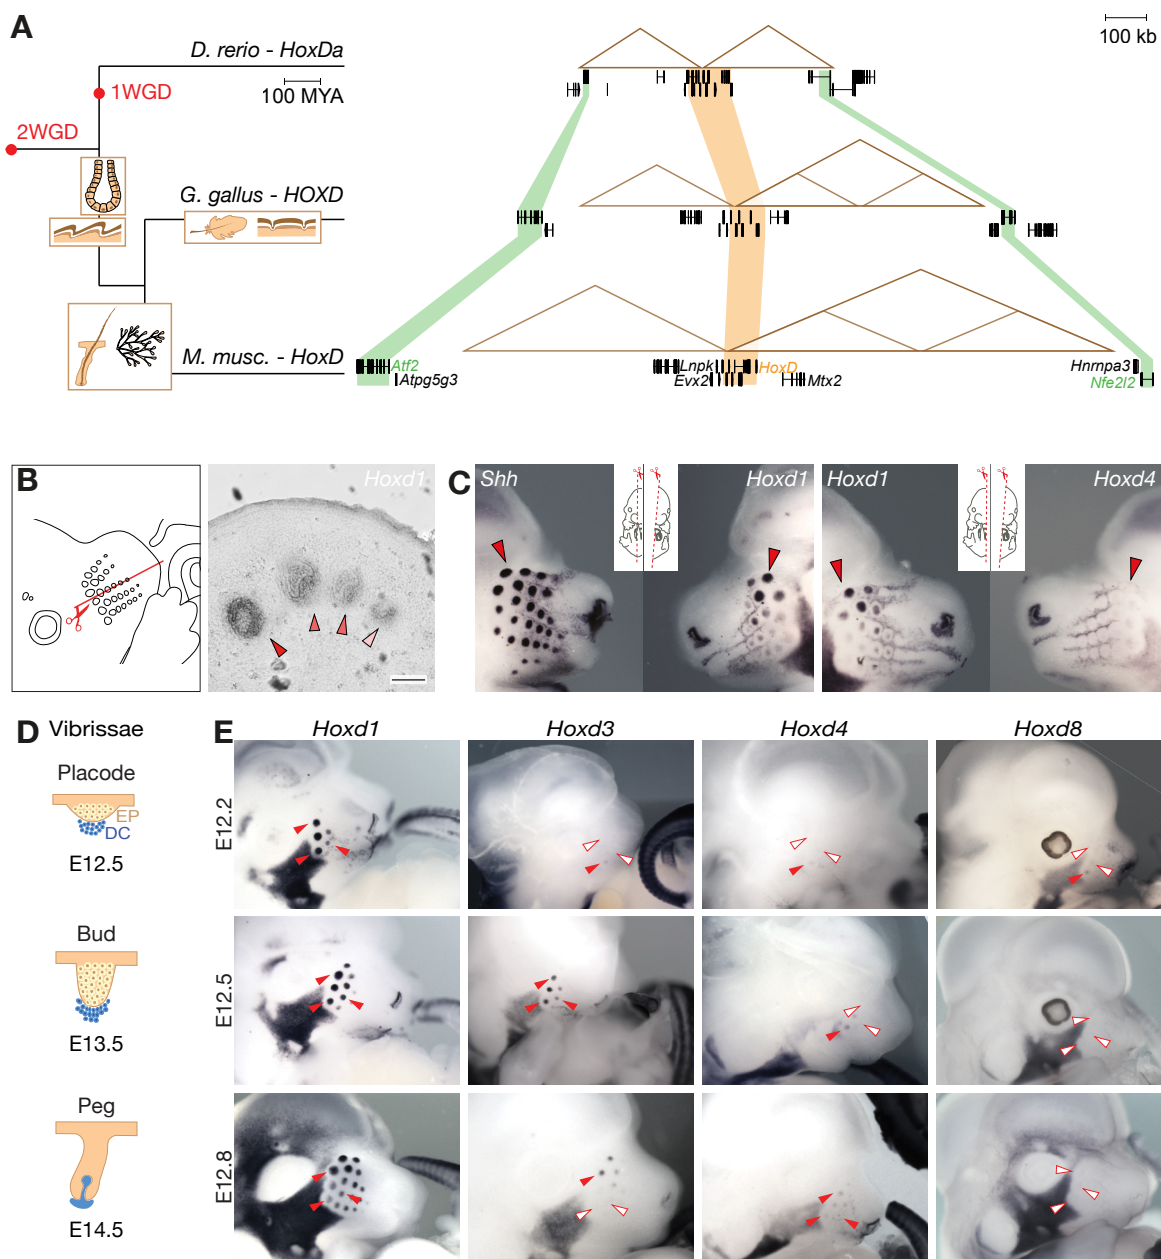 A
D. rerio - HoxDa
100 kb
1WGD
100 MYA
2WGD
G. gallus - HOXD
M. musc. - HoxD
Atf2
Atpg5g3
Lnpk
HoxD
Evx2
Mtx2
Hnrnpa3
Nfe2l2
B
Hoxd1
C
Shh
Hoxd1
Hoxd1
Hoxd4
D Vibrissae
E
Hoxd1
Hoxd3
Hoxd4
Hoxd8
Placode
EP
DC
E12.5
E12.2
Bud
E13.5
E12.5
Peg
E14.5
E12.8